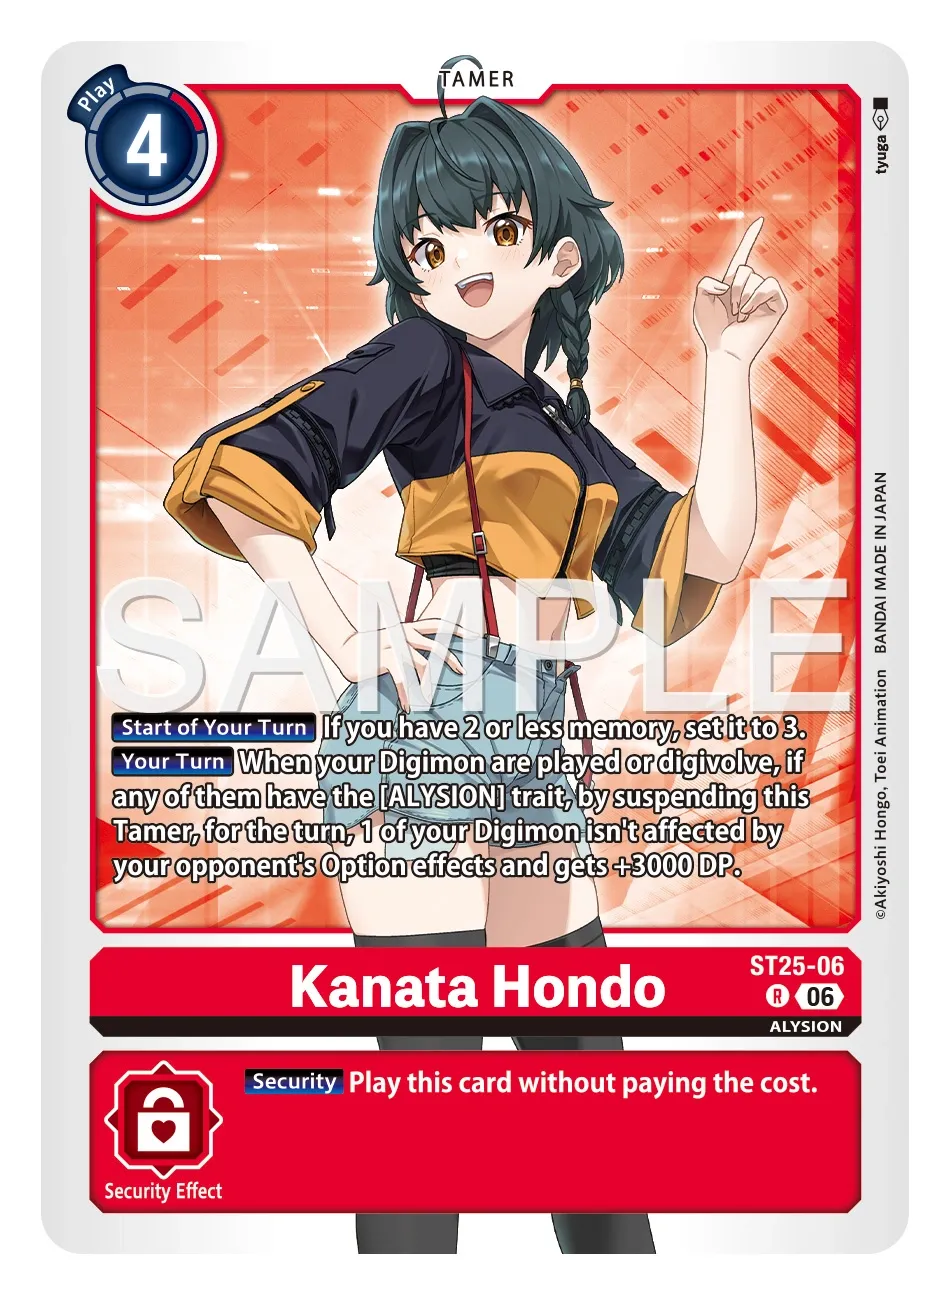 TAMER
Play
4
tyuga
Start of Your Turn If you have 2 or less memory, set it to 3.
Your Turn When your Digimon are played or digivolve, if
any of them have the [ALYSION] trait, by suspending this
Tamer, for the turn, 1 of your Digimon isn't affected by
your opponent's Option effects and gets +3000 DP.
SAMPLE
©Akiyoshi Hongo, Toei Animation BANDAI MADE IN JAPAN
Kanata Hondo
ST25-06
R 06
ALYSION
Security Play this card without paying the cost.
Security Effect